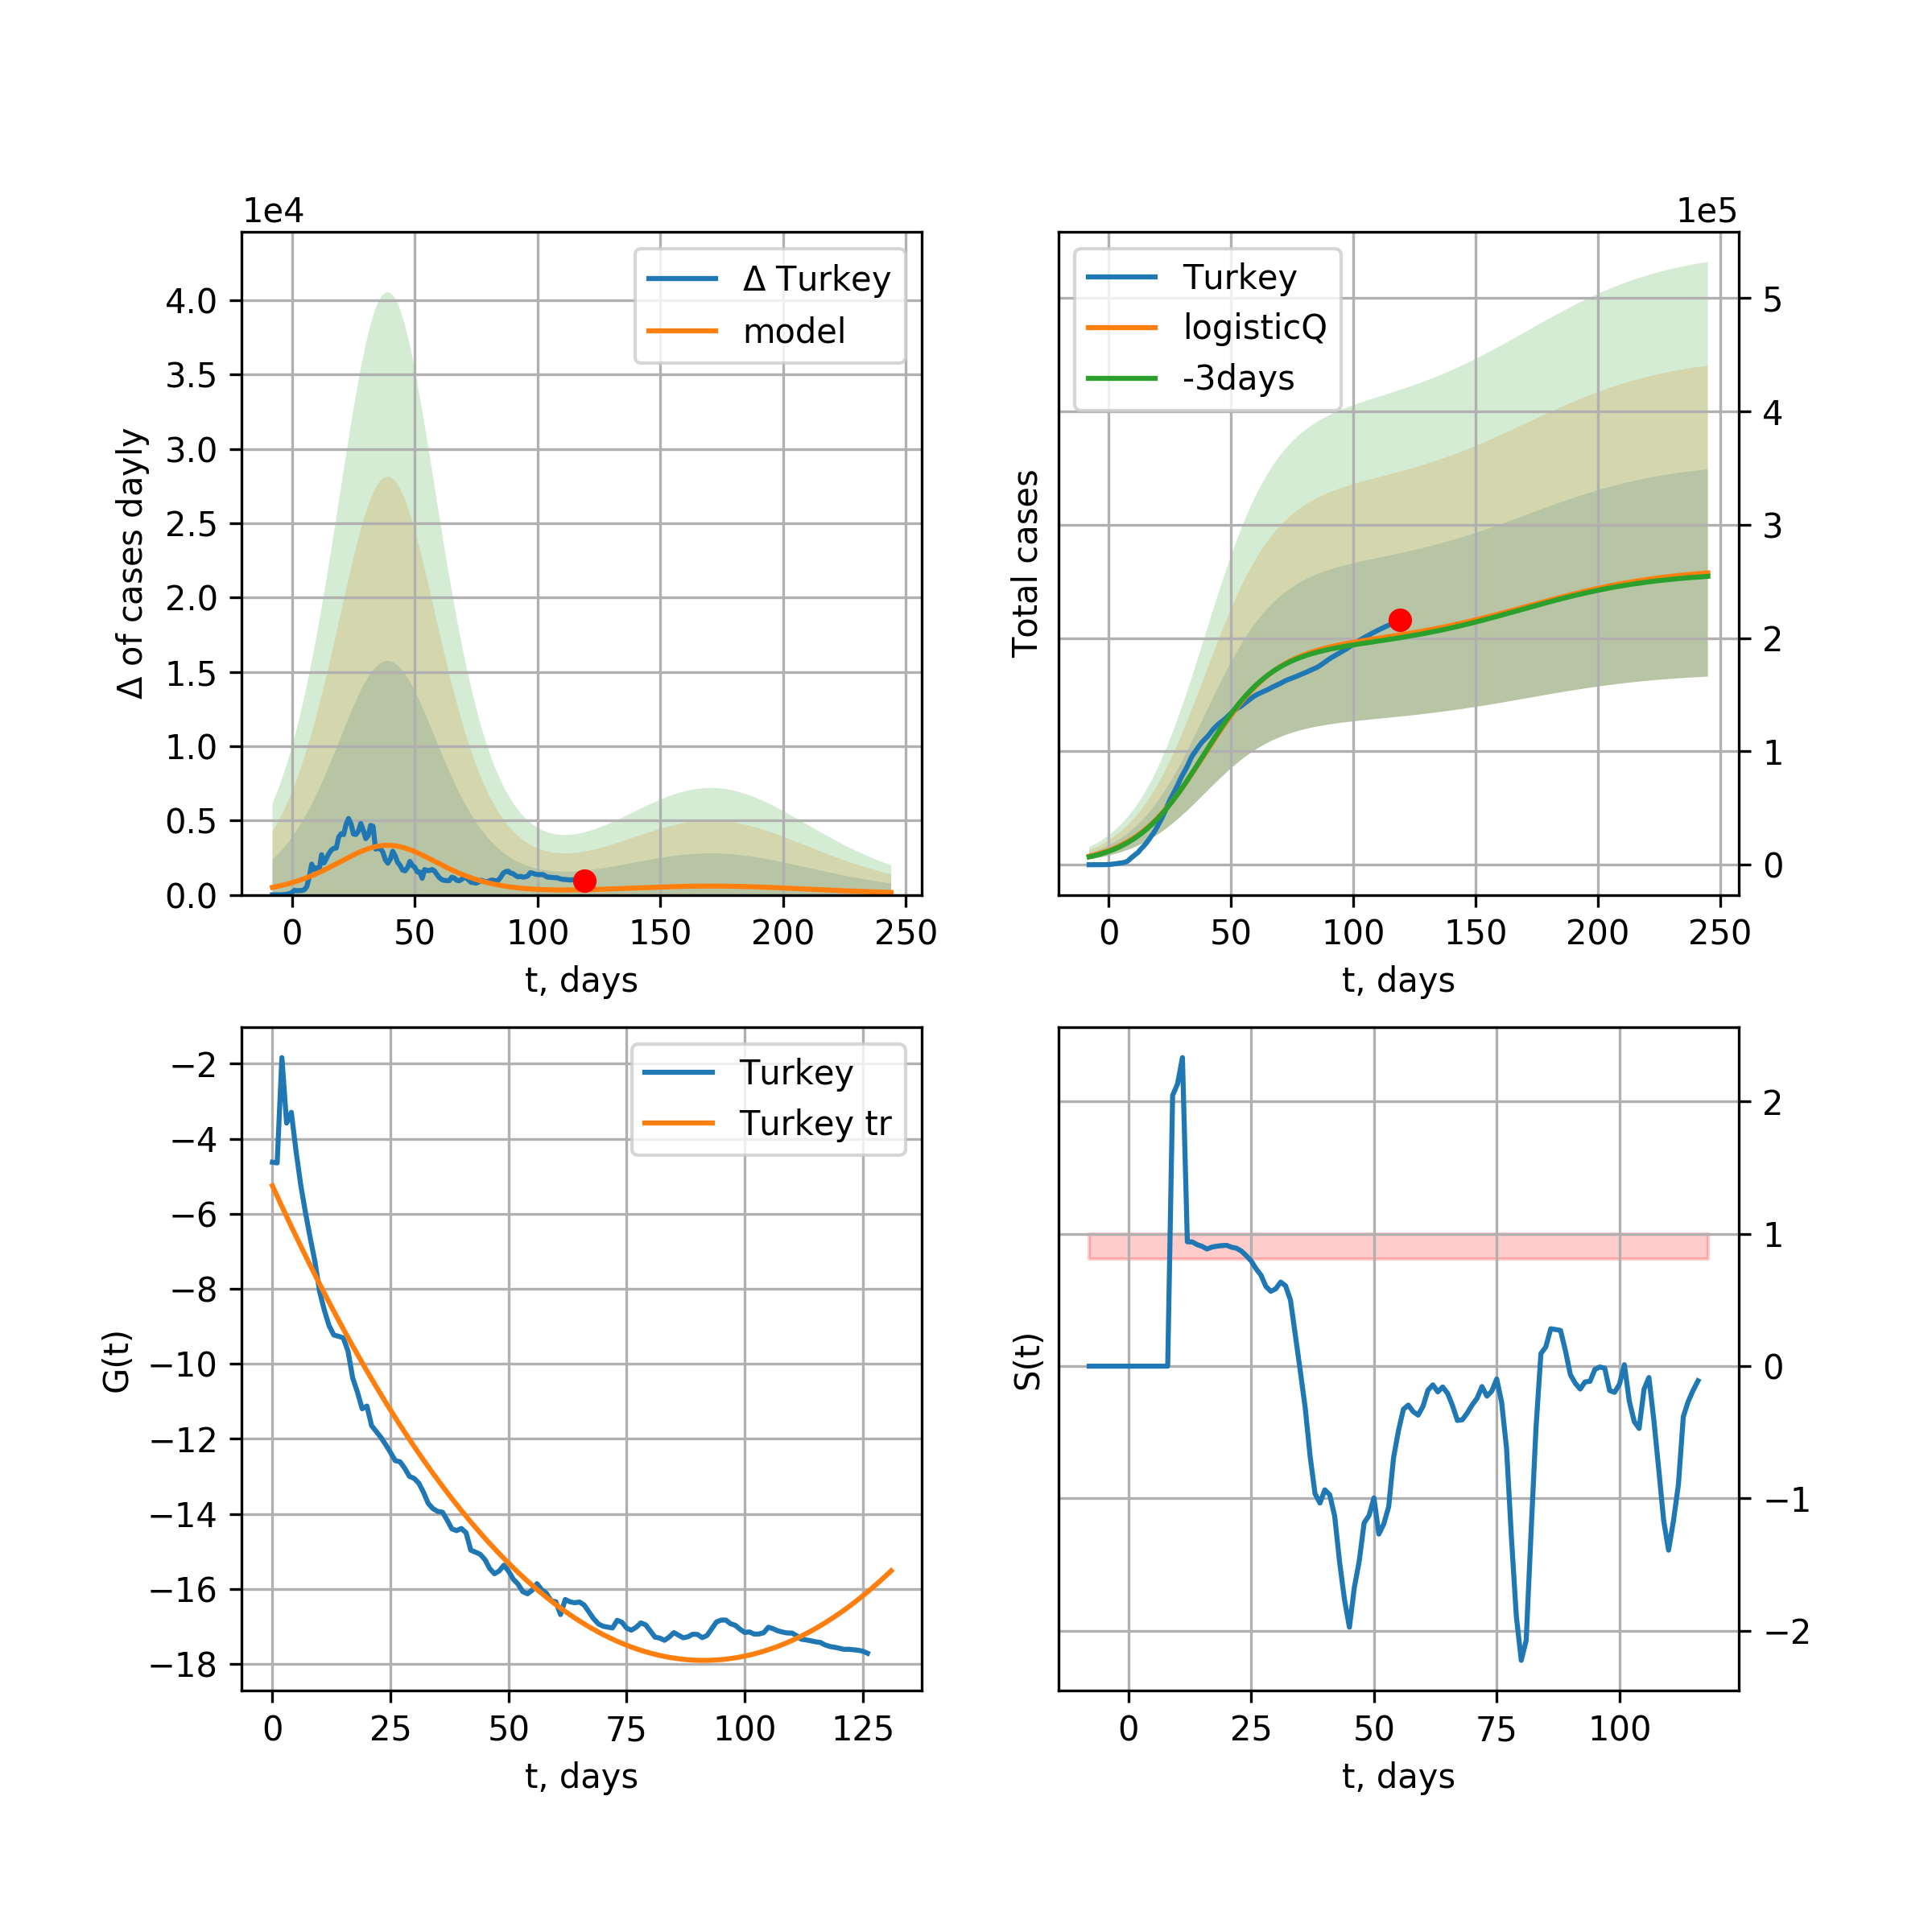 1e4
Δ of cases dayly
4.0
3.5
3.0
2.5
2.0
1.5
1.0
0.5
0.0
Δ Turkey
model
0 50 100 150 200 250
t, days
1e5
Total cases
Turkey
logisticQ
-3days
5
4
3
2
1
0
0 50 100 150 200 250
t, days
G(t)
−2
−4
−6
−8
−10
−12
−14
−16
−18
Turkey
Turkey tr
0 25 50 75 100 125
t, days
S(t)
2
1
0
−1
−2
0 25 50 75 100
t, days